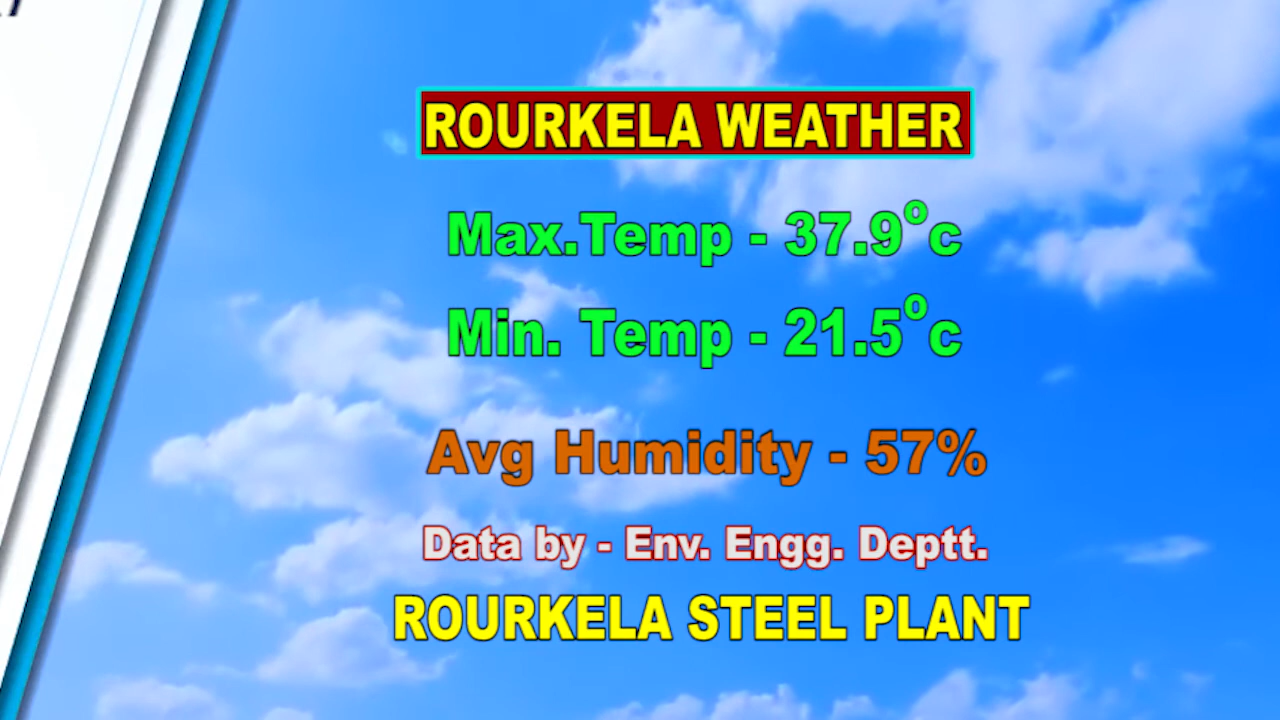 ROURKELA WEATHER
Max.Temp - 37.9°c
Min. Temp - 21.5°c
Avg Humidity - 57%
Data by - Env. Engg. Deptt.
ROURKELA STEEL PLANT